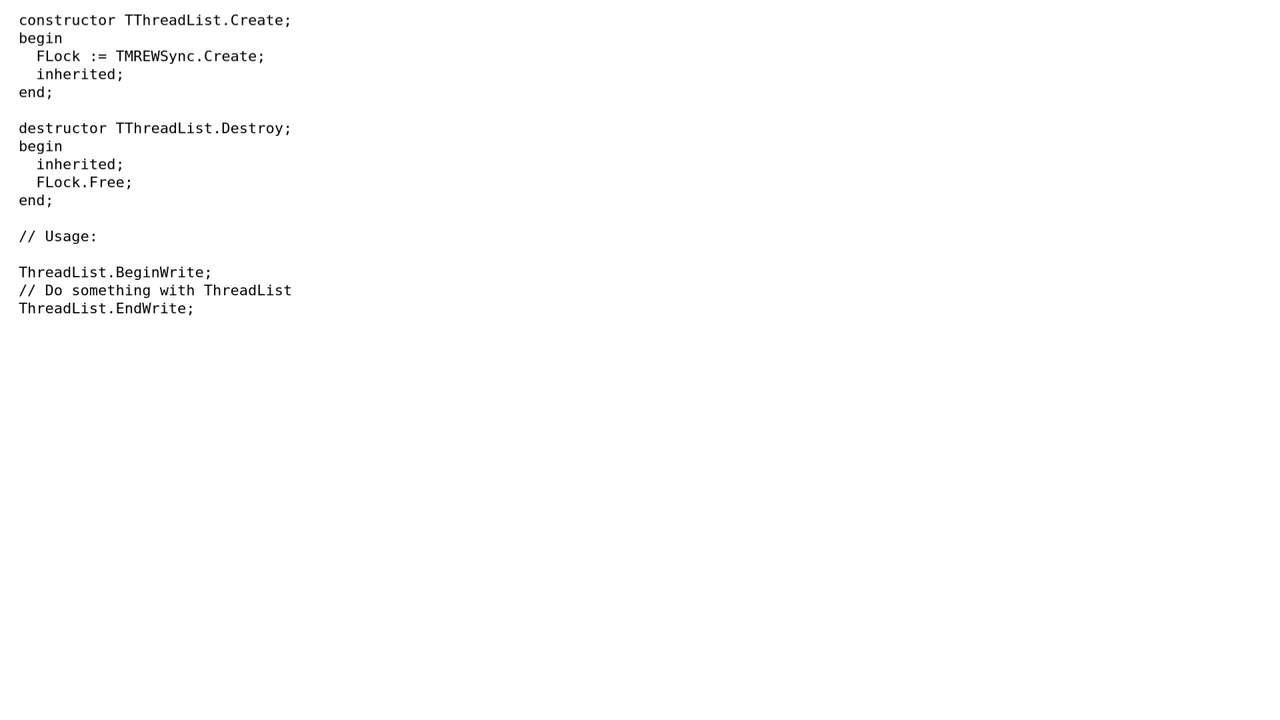 constructor TThreadList.Create;
begin
  FLock := TMREWSync.Create;
  inherited;
end;

destructor TThreadList.Destroy;
begin
  inherited;
  FLock.Free;
end;

// Usage:

ThreadList.BeginWrite;
// Do something with ThreadList
ThreadList.EndWrite;